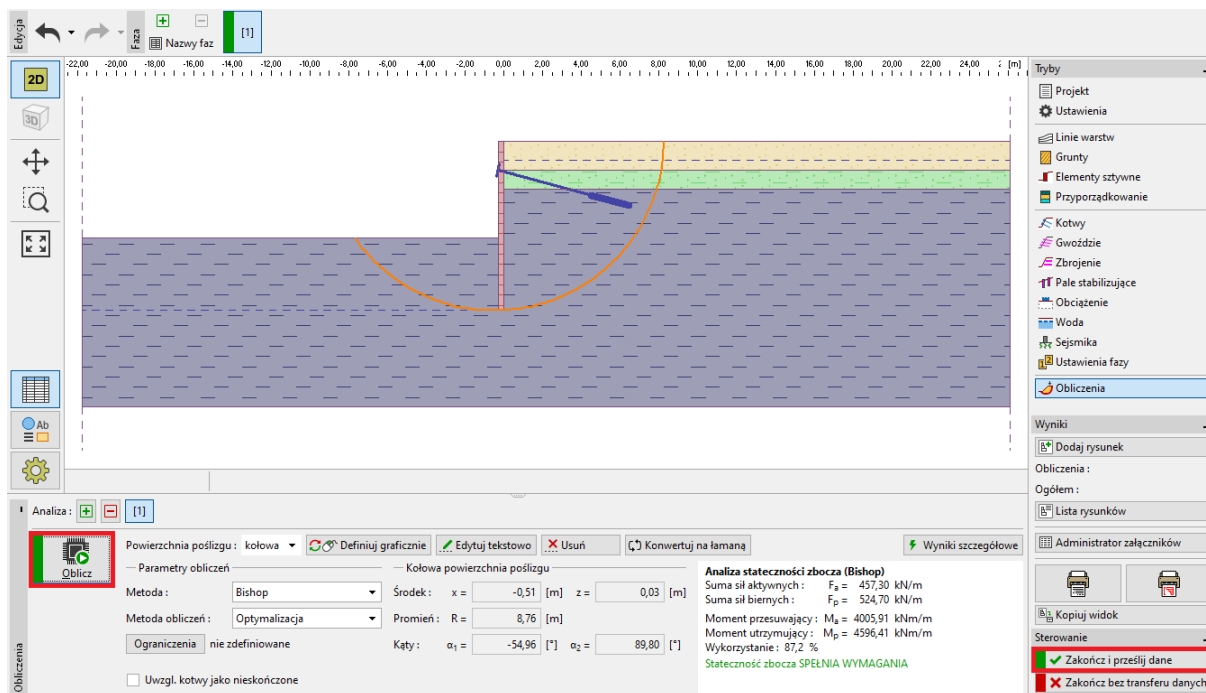 Edycja
Faza
Nazwy faz
[1]
2D
3D
-22,00 -20,00 -18,00 -16,00 -14,00 -12,00 -10,00 -8,00 -6,00 -4,00 -2,00 0,00 2,00 4,00 6,00 8,00 10,00 12,00 14,00 16,00 18,00 20,00 22,00 24,00 [m]
Tryby
Projekt
Ustawienia
Linie warstw
Grunty
Elementy sztywne
Przyporządkowanie
Kotwy
Gwoździe
Zbrojenie
Pale stabilizujące
Obciążenie
Woda
Sejsmika
Ustawienia fazy
Obliczenia
Ab
Wyniki
Dodaj rysunek
Obliczenia :
Ogółem :
Lista rysunków
Administrator załączników
Kopiuj widok
Sterowanie
Zakończ i prześlij dane
Zakończ bez transferu danych
Obliczenia
Analiza : [1]
Oblicz
Powierzchnia poślizgu : kołowa Definiuj graficznie Edytuj tekstowo Usuń Konwertuj na łamaną Wyniki szczegółowe
Parametry obliczeń
Metoda : Bishop
Metoda obliczeń : Optymalizacja
Ograniczenia nie zdefiniowane
Uwzgl. kotwy jako nieskończone
Kołowa powierzchnia poślizgu
Środek : x = -0,51 [m] z = 0,03 [m]
Promień : R = 8,76 [m]
Kąty : α1 = -54,96 [°] α2 = 89,80 [°]
Analiza stateczności zbocza (Bishop)
Suma sił aktywnych : Fa = 457,30 kN/m
Suma sił biernych : Fp = 524,70 kN/m
Moment przesuwający : Ma = 4005,91 kNm/m
Moment utrzymujący : Mp = 4596,41 kNm/m
Wykorzystanie : 87,2 %
Stateczność zbocza SPEŁNIA WYMAGANIA